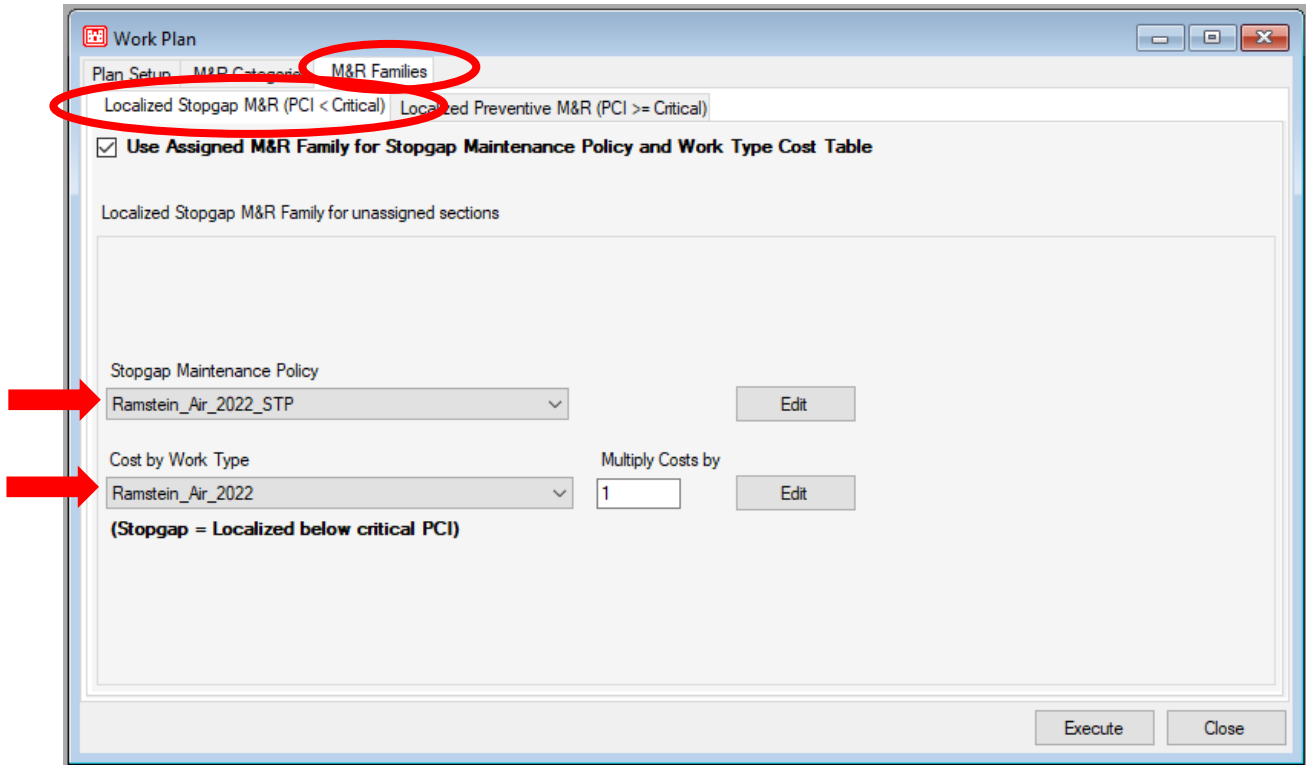 Work Plan
Plan Setup M&R Categories M&R Families
Localized Stopgap M&R (PCI < Critical) Localized Preventive M&R (PCI >= Critical)
Use Assigned M&R Family for Stopgap Maintenance Policy and Work Type Cost Table
Localized Stopgap M&R Family for unassigned sections
Stopgap Maintenance Policy
Ramstein_Air_2022_STP Edit
Cost by Work Type Multiply Costs by
Ramstein_Air_2022 1 Edit
(Stopgap = Localized below critical PCI)
Execute Close